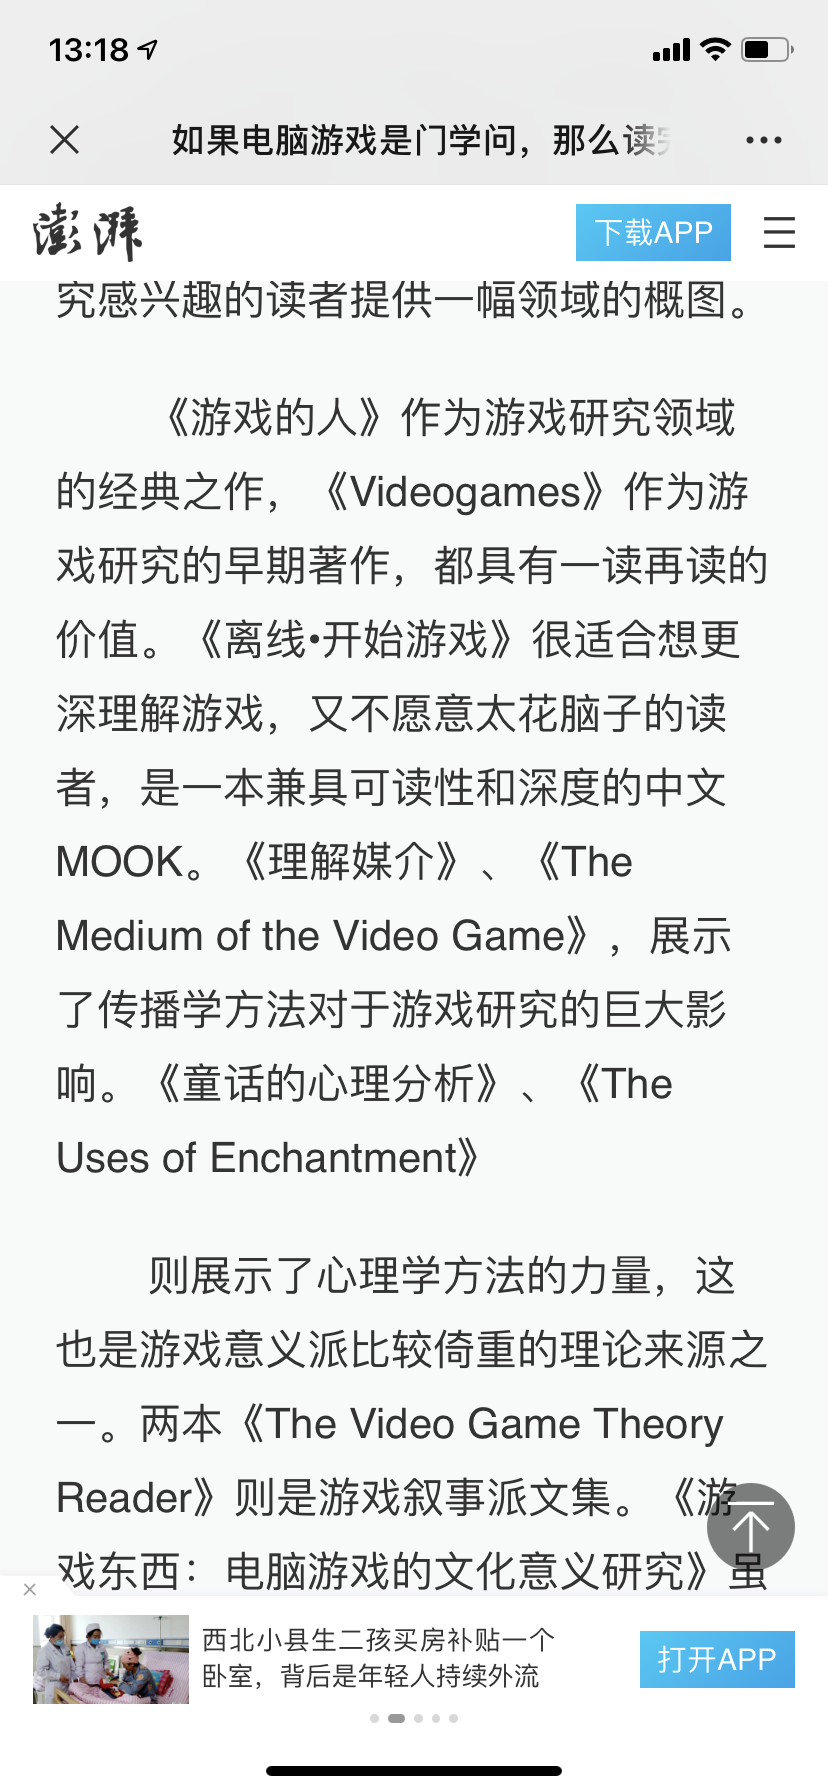 13:18
如果电脑游戏是门学问，那么读
澎湃
下载APP
究感兴趣的读者提供一幅领域的概图。
《游戏的人》作为游戏研究领域
的经典之作，《Videogames》作为游
戏研究的早期著作，都具有一读再读的
价值。《离线•开始游戏》很适合想更
深理解游戏，又不愿意太花脑子的读
者，是一本兼具可读性和深度的中文
MOOK。《理解媒介》、《The
Medium of the Video Game》，展示
了传播学方法对于游戏研究的巨大影
响。《童话的心理分析》、《The
Uses of Enchantment》
则展示了心理学方法的力量，这
也是游戏意义派比较倚重的理论来源之
一。两本《The Video Game Theory
Reader》则是游戏叙事派文集。《游
戏东西：电脑游戏的文化意义研究》虽
西北小县生二孩买房补贴一个
卧室，背后是年轻人持续外流
打开APP